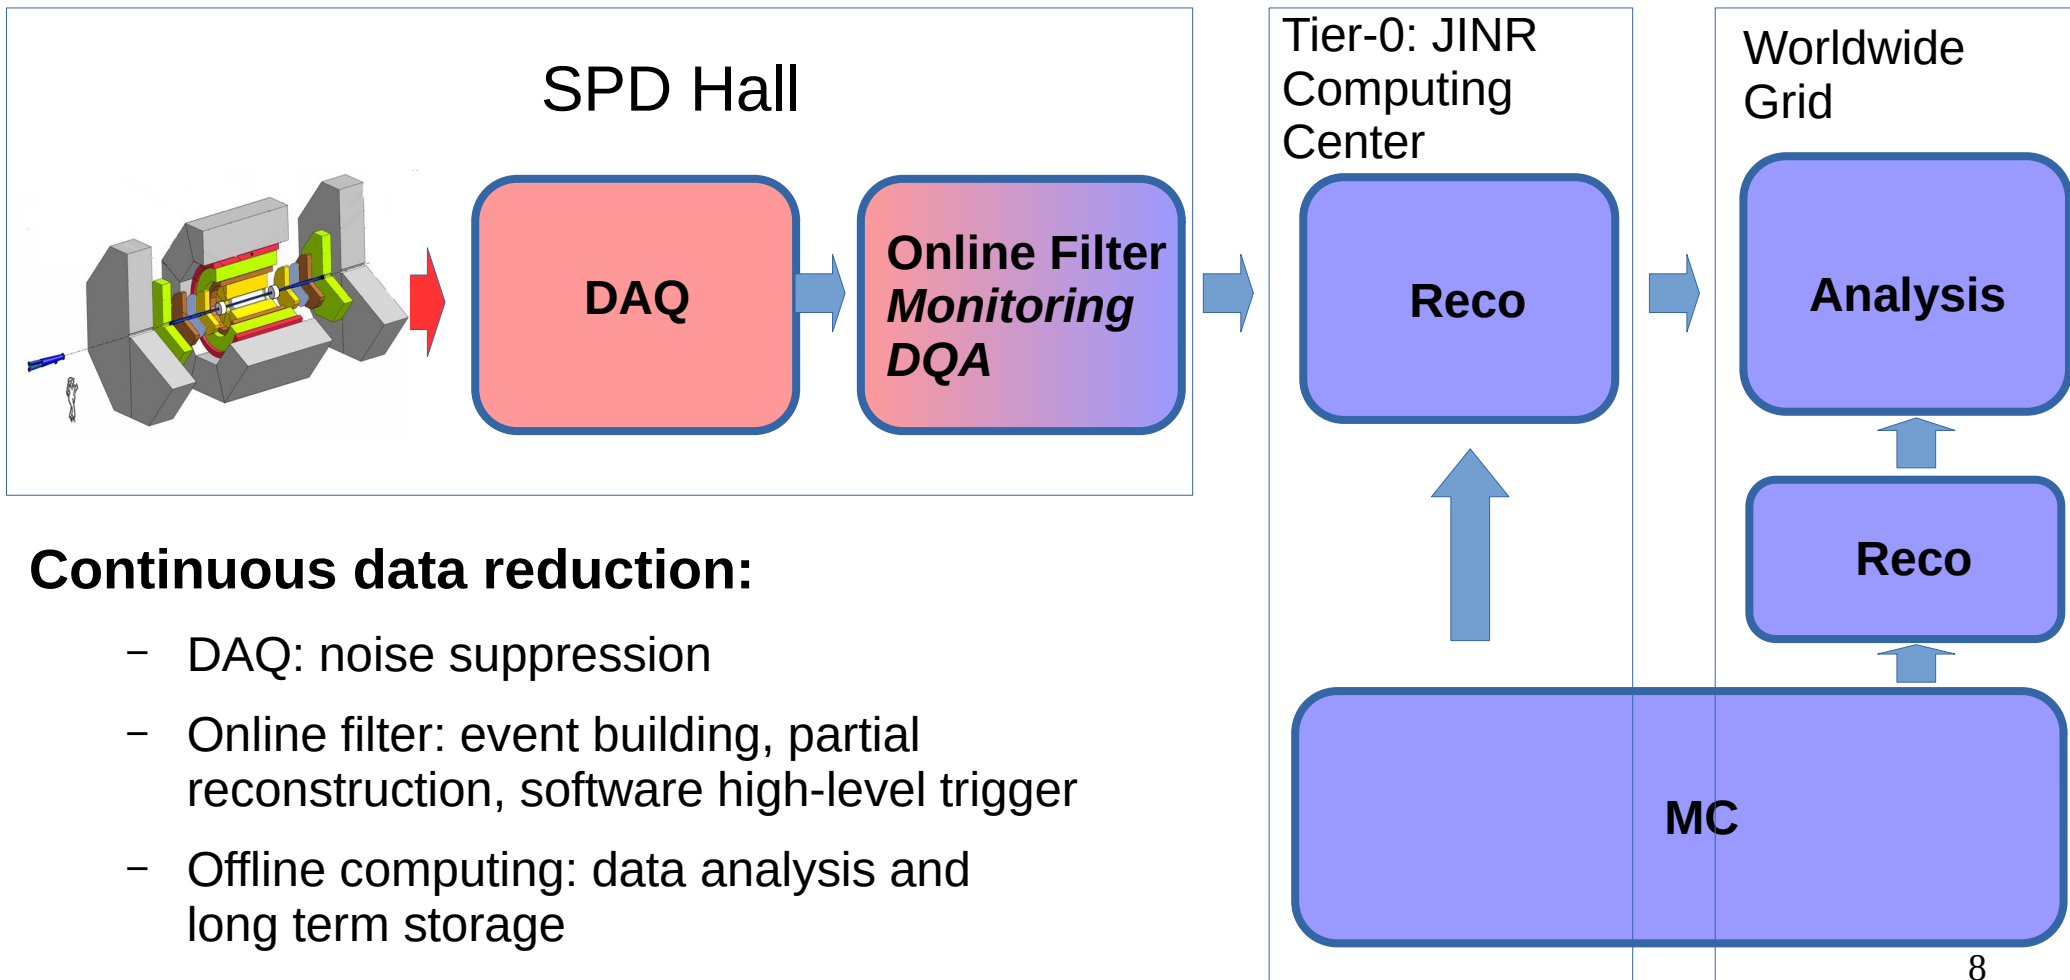 SPD Hall
DAQ
Online Filter
Monitoring
DQA
Tier-0: JINR
Computing
Center
Reco
Worldwide
Grid
Analysis
Reco
MC
Continuous data reduction:
– DAQ: noise suppression
– Online filter: event building, partial
reconstruction, software high-level trigger
– Offline computing: data analysis and
long term storage
8